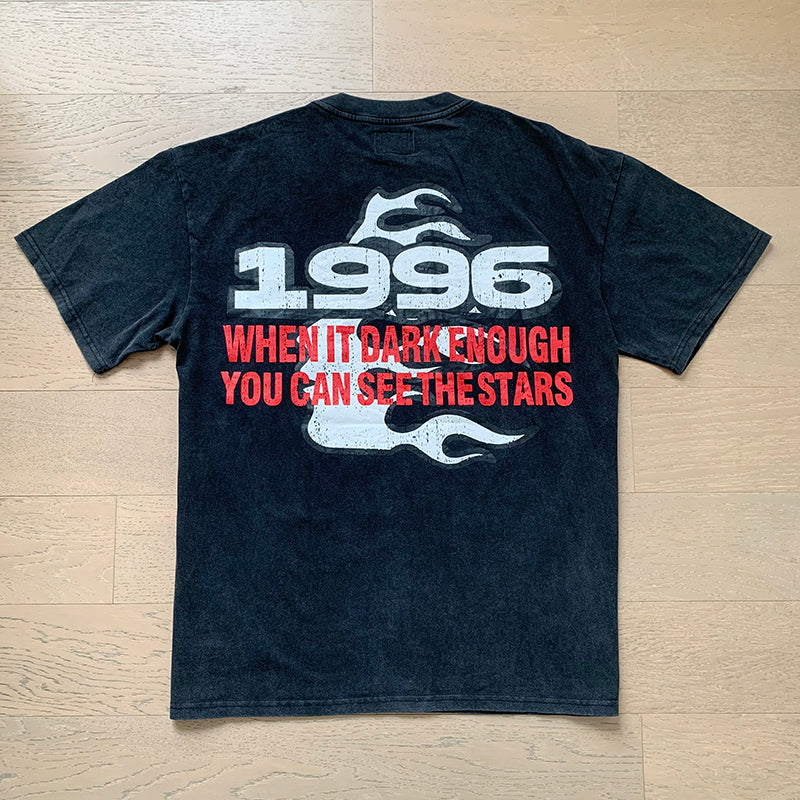 1996
WHEN IT DARK ENOUGH
YOU CAN SEE THE STARS